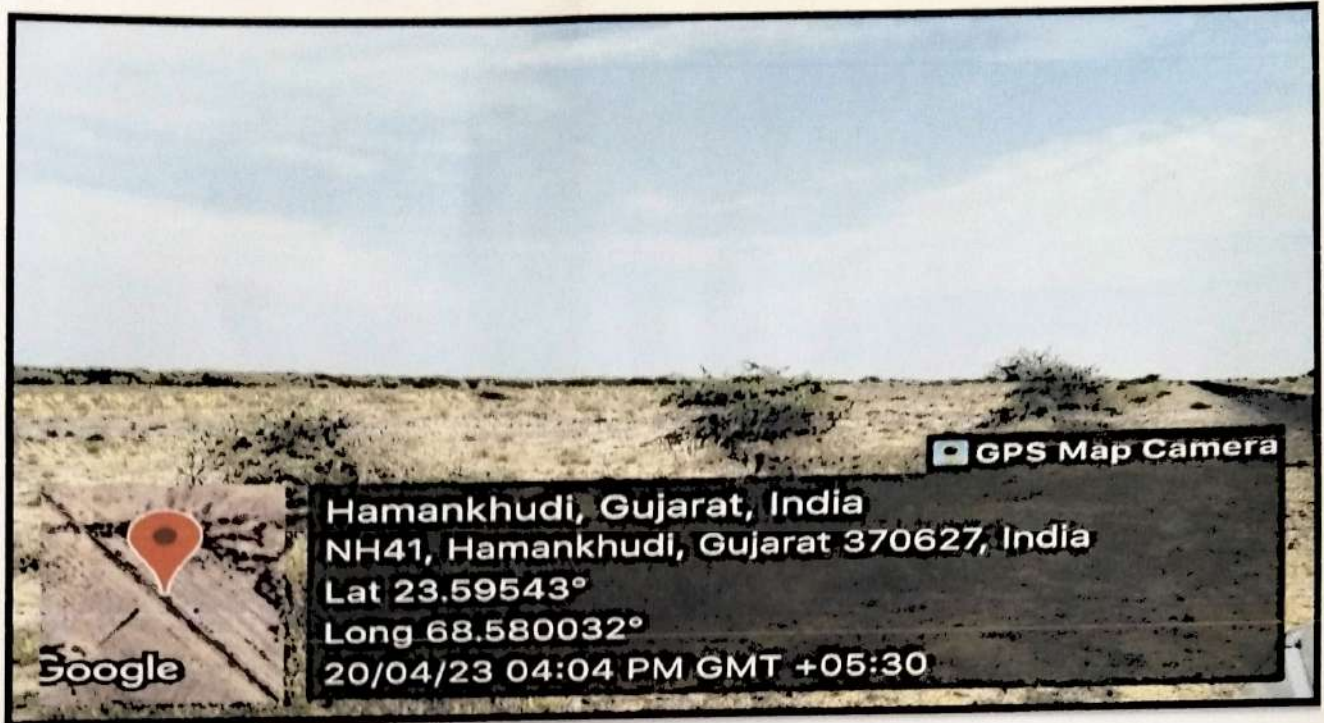 GPS Map Camera
Hamankhudi, Gujarat, India
NH41, Hamankhudi, Gujarat 370627, India
Lat 23.59543°
Long 68.580032°
20/04/23 04:04 PM GMT +05:30
Google